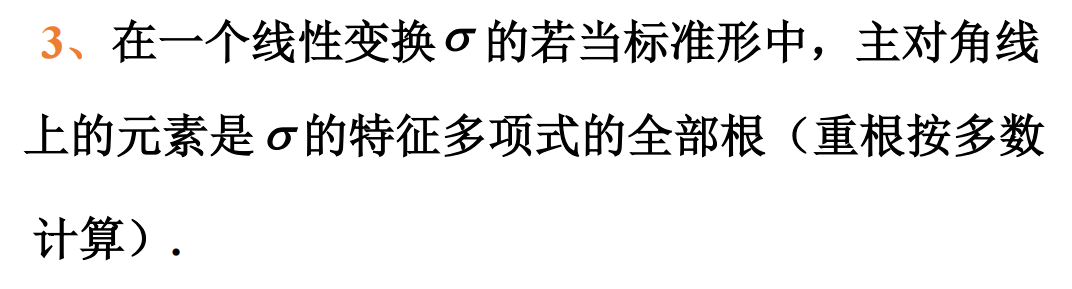 3、在一个线性变换σ的若当标准形中，主对角线
上的元素是σ的特征多项式的全部根（重根按多数
计算）.